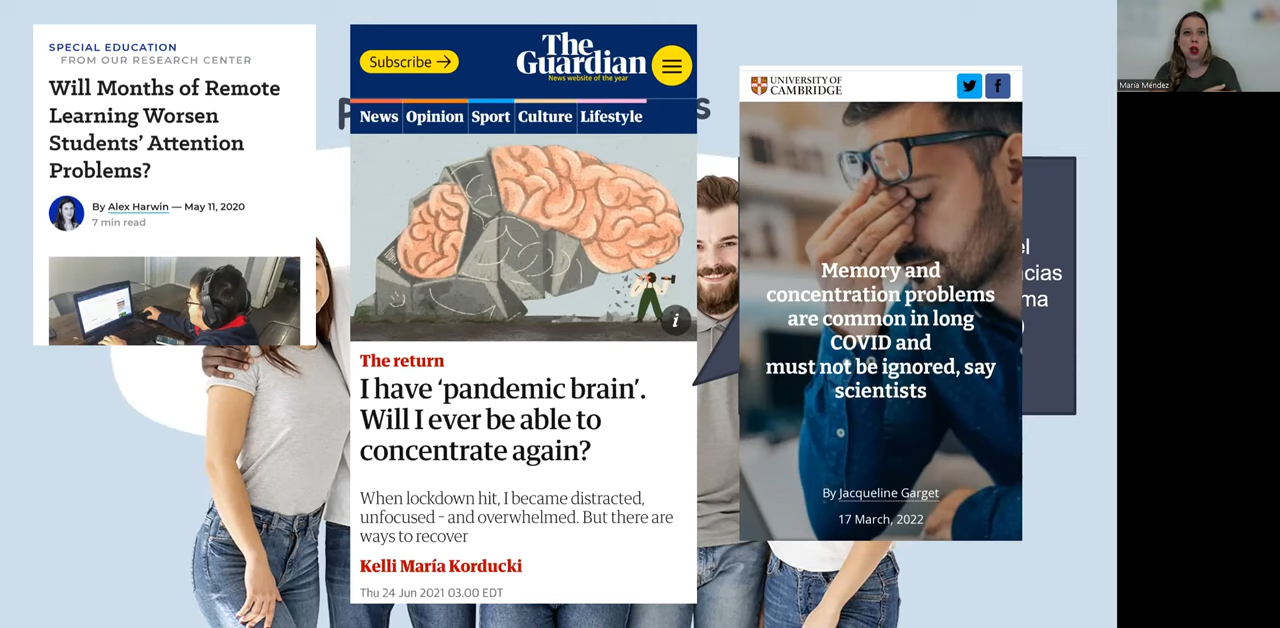 SPECIAL EDUCATION
FROM OUR RESEARCH CENTER
Will Months of Remote
Learning Worsen
Students’ Attention
Problems?
By Alex Harwin — May 11, 2020
7 min read
Subscribe →
The
Guardian
News website of the year
News Opinion Sport Culture Lifestyle
The return
I have ‘pandemic brain’.
Will I ever be able to
concentrate again?
When lockdown hit, I became distracted,
unfocused – and overwhelmed. But there are
ways to recover
Kelli María Korducki
Thu 24 Jun 2021 03.00 EDT
UNIVERSITY OF
CAMBRIDGE
Memory and
concentration problems
are common in long
COVID and
must not be ignored, say
scientists
By Jacqueline Garget
17 March, 2022
María Méndez